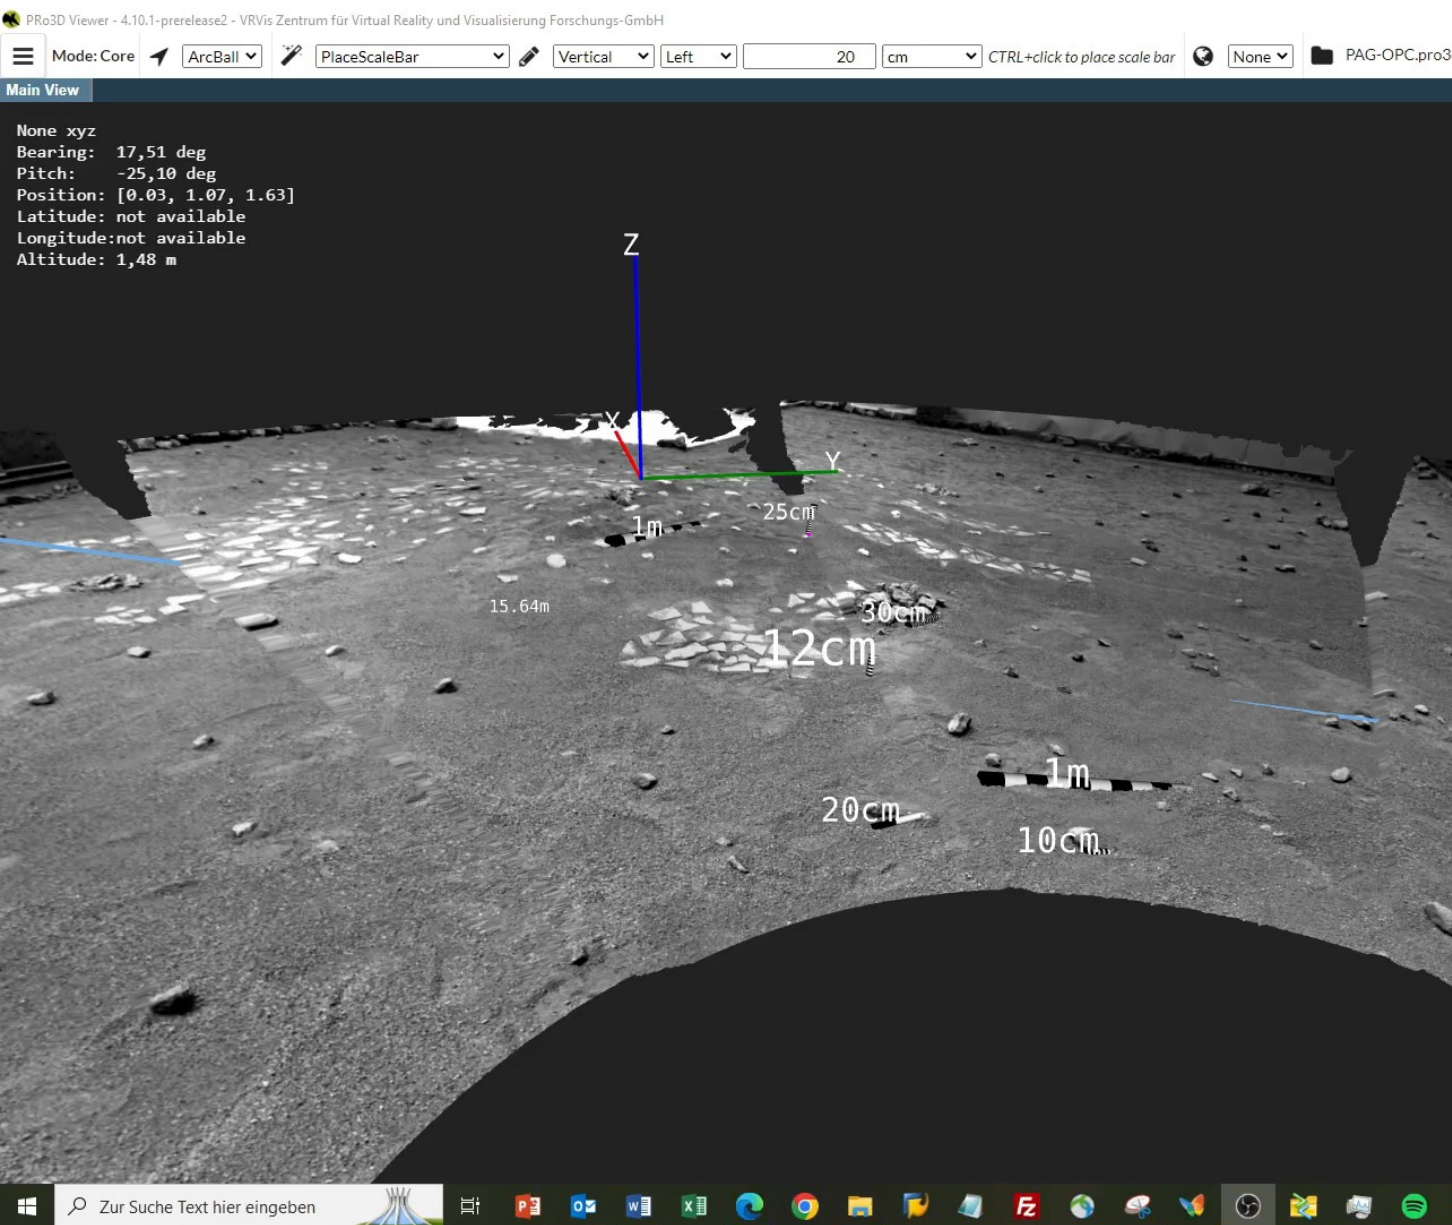 PRo3D Viewer - 4.10.1-prerelease2 - VRVis Zentrum für Virtual Reality und Visualisierung Forschungs-GmbH
Mode: Core ArcBall PlaceScaleBar Vertical Left 20 cm CTRL+click to place scale bar None PAG-OPC.pro3
Main View
None xyz
Bearing: 17,51 deg
Pitch: -25,10 deg
Position: [0.03, 1.07, 1.63]
Latitude: not available
Longitude:not available
Altitude: 1,48 m
Z
X
Y
25cm
1m
15.64m
30cm
12cm
1m
20cm
10cm
Zur Suche Text hier eingeben